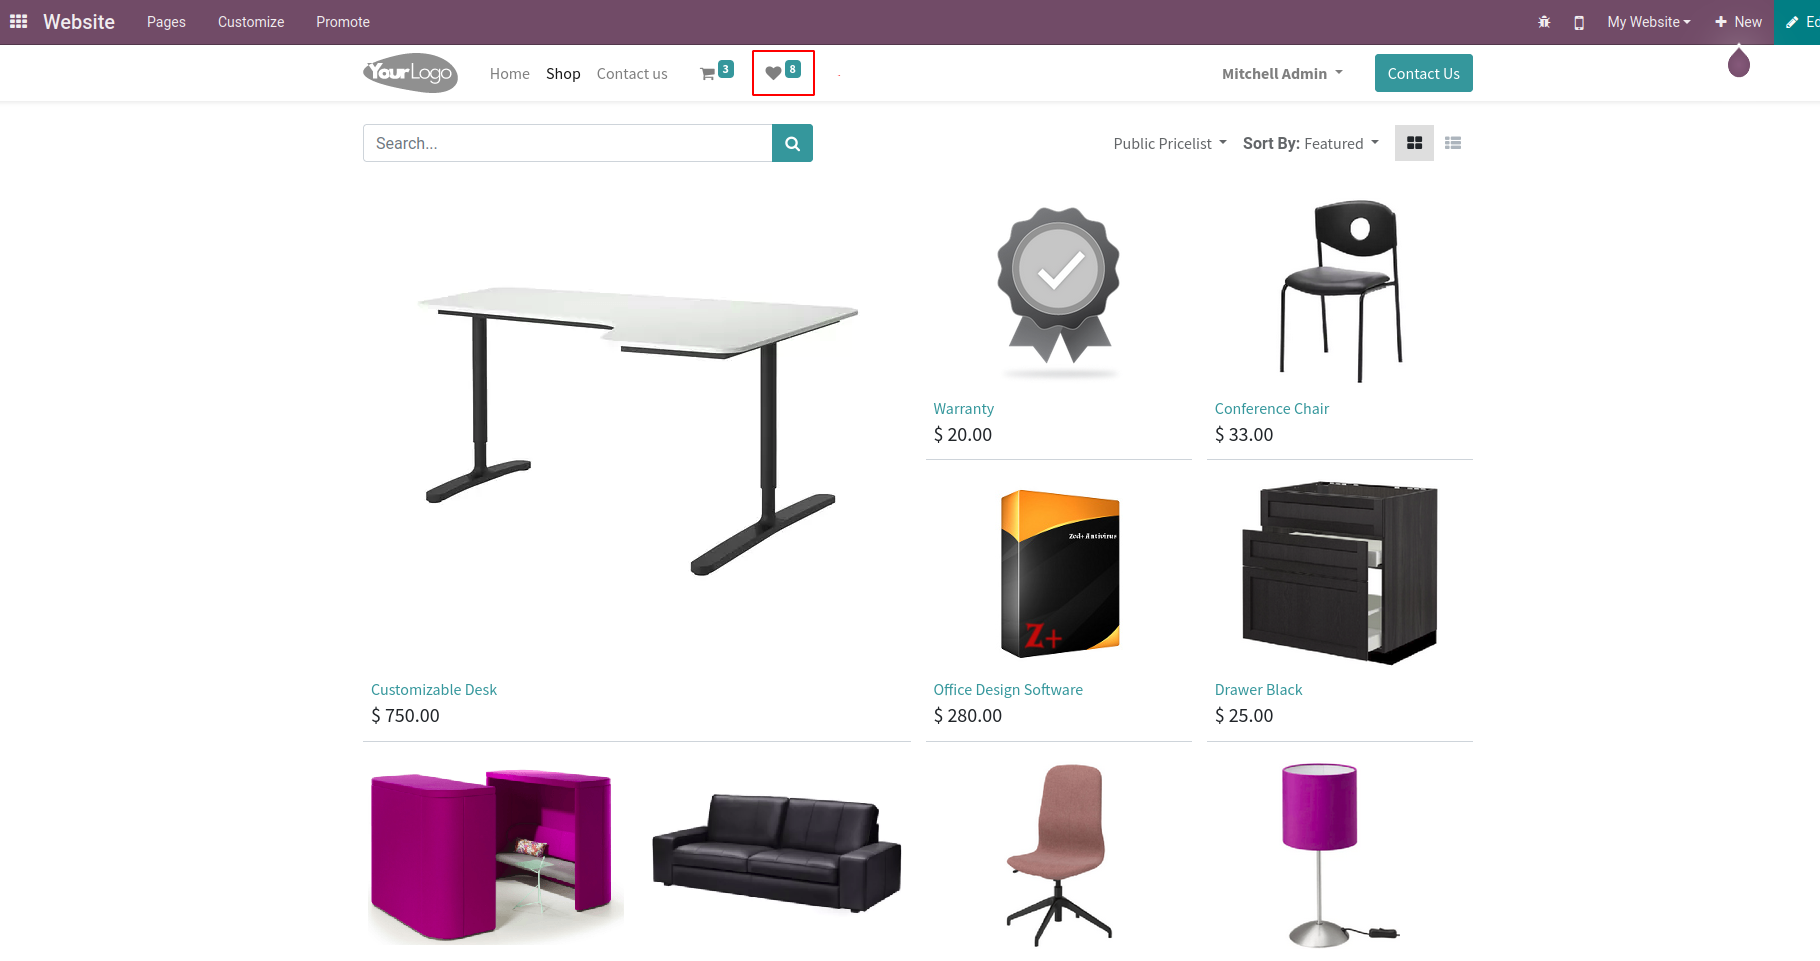 Website Pages Customize Promote My Website New Ed
YourLogo Home Shop Contact us 3 8 Mitchell Admin Contact Us
Search... Public Pricelist Sort By: Featured
Warranty
$ 20.00
Conference Chair
$ 33.00
Zed+ Antivirus
Z+
Customizable Desk
$ 750.00
Office Design Software
$ 280.00
Drawer Black
$ 25.00